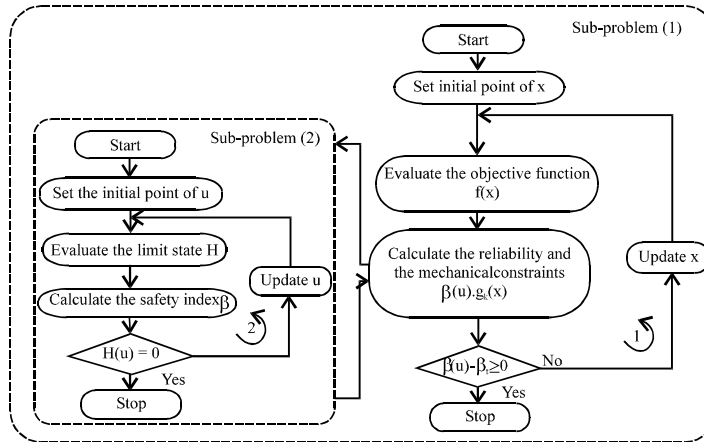 Sub-problem (1)
Start
Set initial point of x
Evaluate the objective function
f(x)
Calculate the reliability and
the mechanicalconstraints
β(u).gₖ(x)
Update x
1
β(u)-βₜ≥0
No
Yes
Stop
Sub-problem (2)
Start
Set the initial point of u
Evaluate the limit state H
Calculate the safety indexβ
Update u
2
H(u) = 0
Yes
Stop